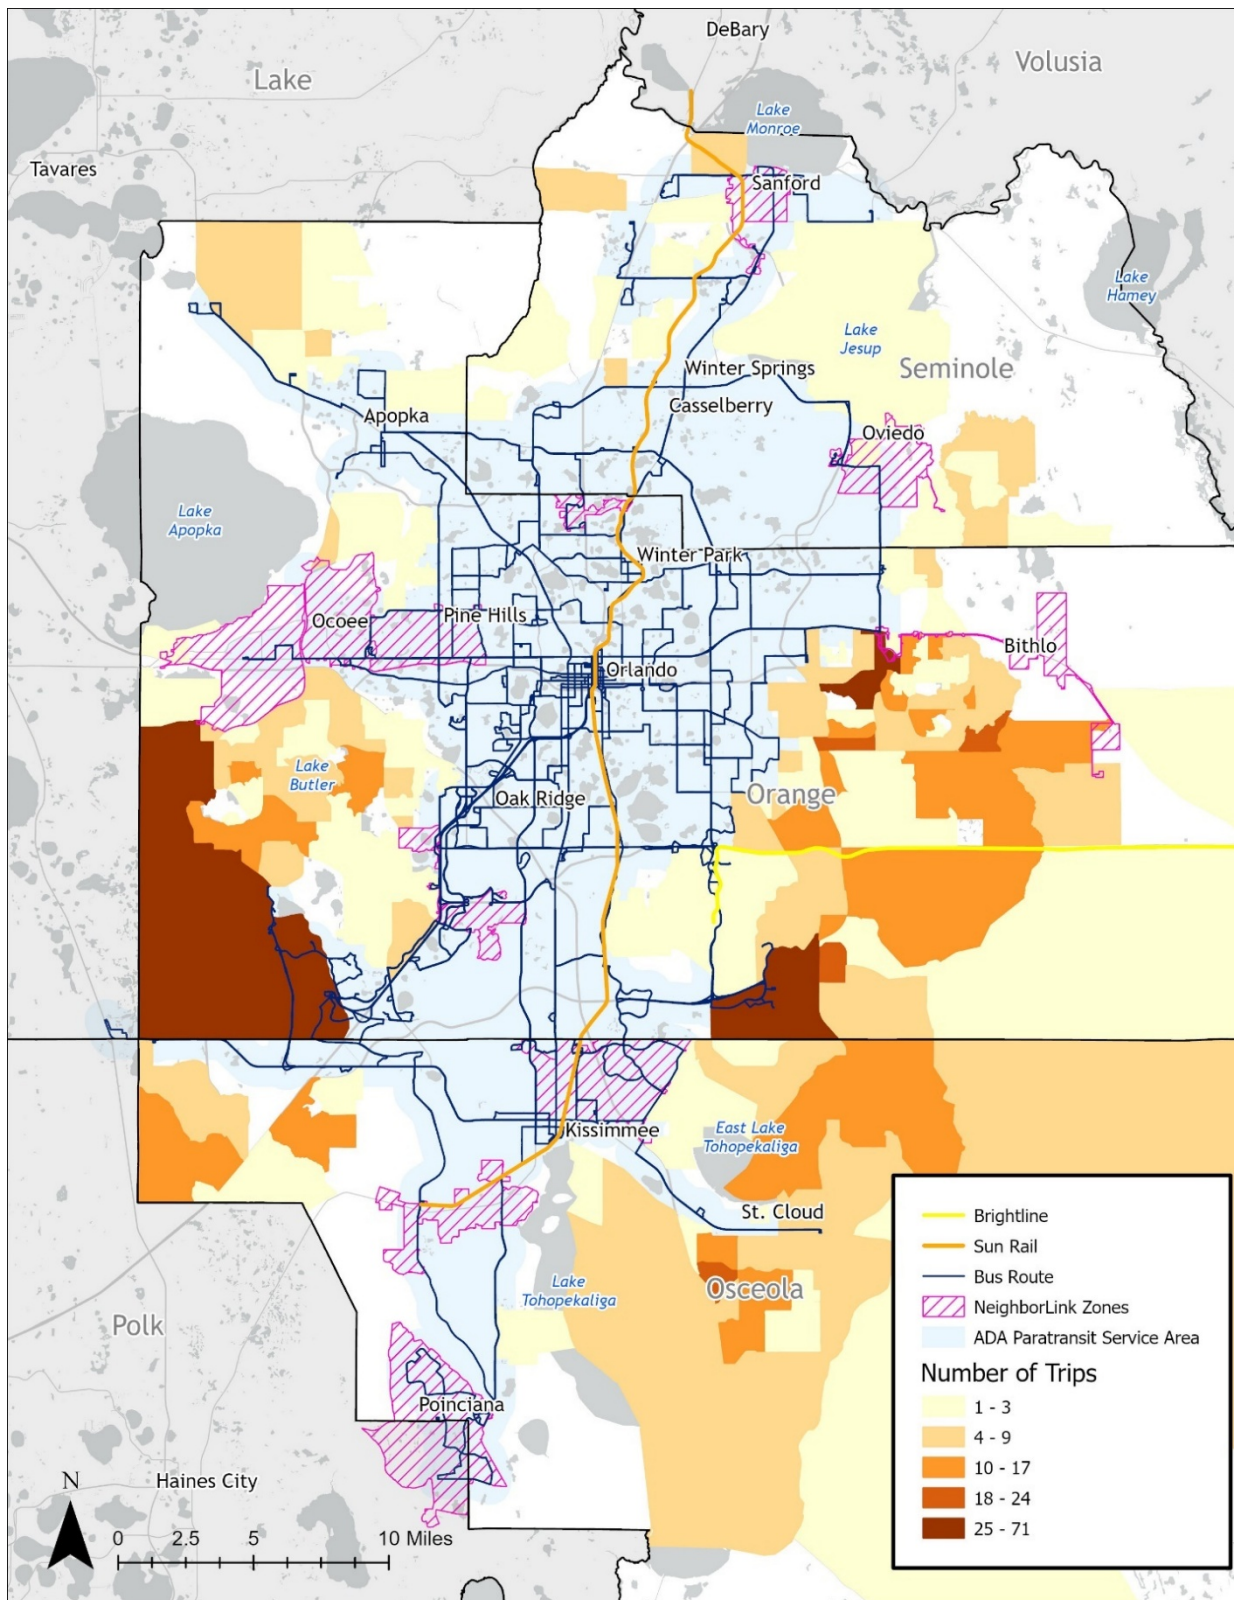 DeBary
Lake
Volusia
Lake
Monroe
Tavares
Sanford
Lake
Harney
Lake
Jesup
Seminole
Winter Springs
Casselberry
Apopka
Oviedo
Lake
Apopka
Winter Park
Pine Hills
Ocoee
Bithlo
Orlando
Lake
Butler
Oak Ridge
Orange
Kissimmee
East Lake
Tohopekaliga
St. Cloud
Lake
Tohopekaliga
Osceola
Polk
Poinciana
Haines City
N
0 2.5 5 10 Miles
Brightline
Sun Rail
Bus Route
NeighborLink Zones
ADA Paratransit Service Area
Number of Trips
1 - 3
4 - 9
10 - 17
18 - 24
25 - 71